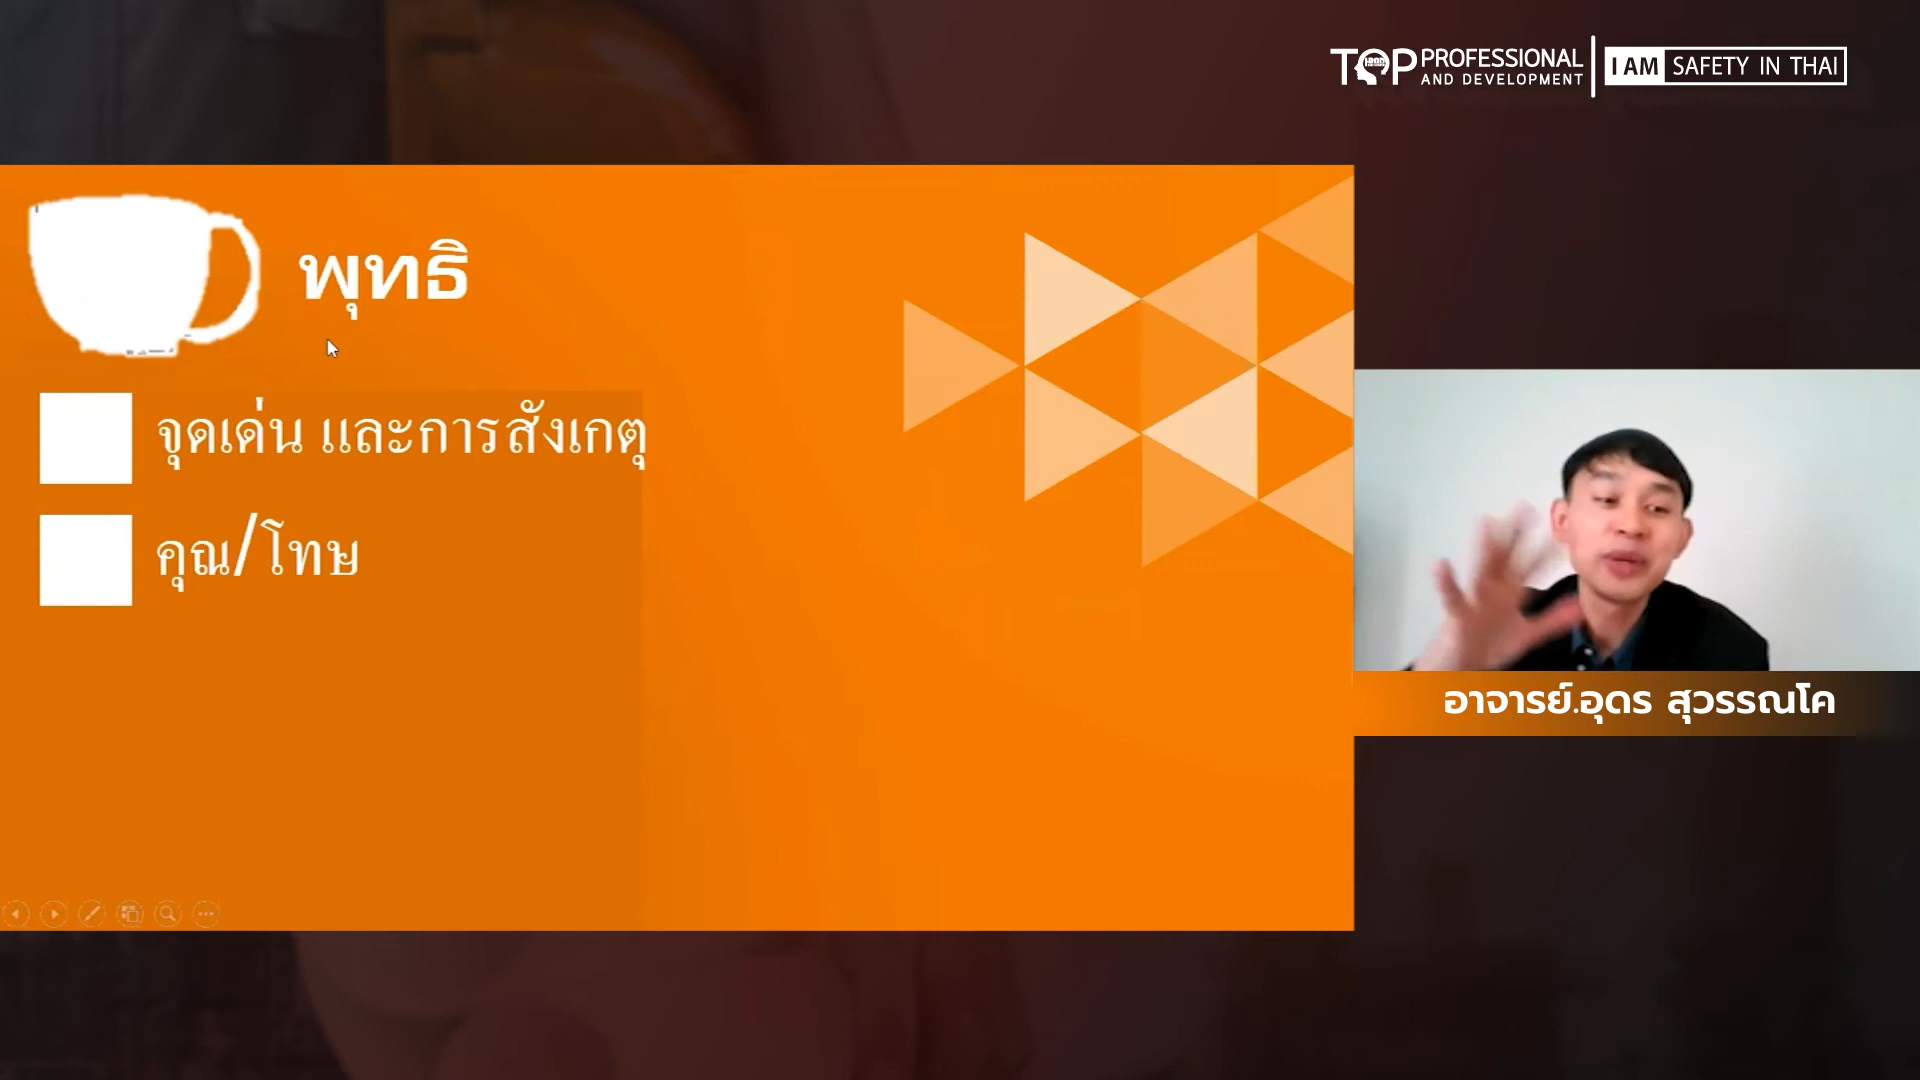 TOP PROFESSIONAL
AND DEVELOPMENT
I AM SAFETY IN THAI
พุทธิ
จุดเด่น และการสังเกตุ
คุณ/โทษ
อาจารย์.อุดร สุวรรณโค